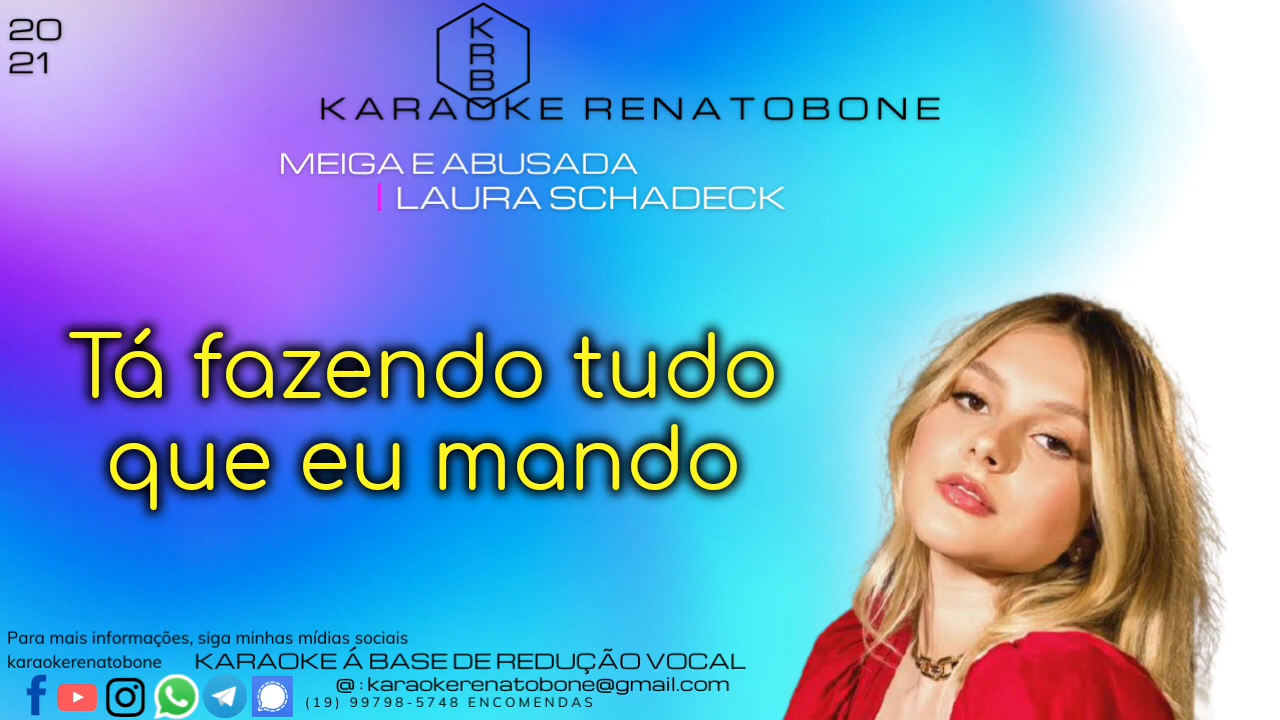 20
21
K
R
B
KARAOKE RENATOBONE
MEIGA E ABUSADA
| LAURA SCHADECK
Tá fazendo tudo
que eu mando
Para mais informações, siga minhas mídias sociais
karaokerenatobone
KARAOKE Á BASE DE REDUÇÃO VOCAL
@ : karaokerenatobone@gmail.com
(19) 99798-5748 ENCOMENDAS